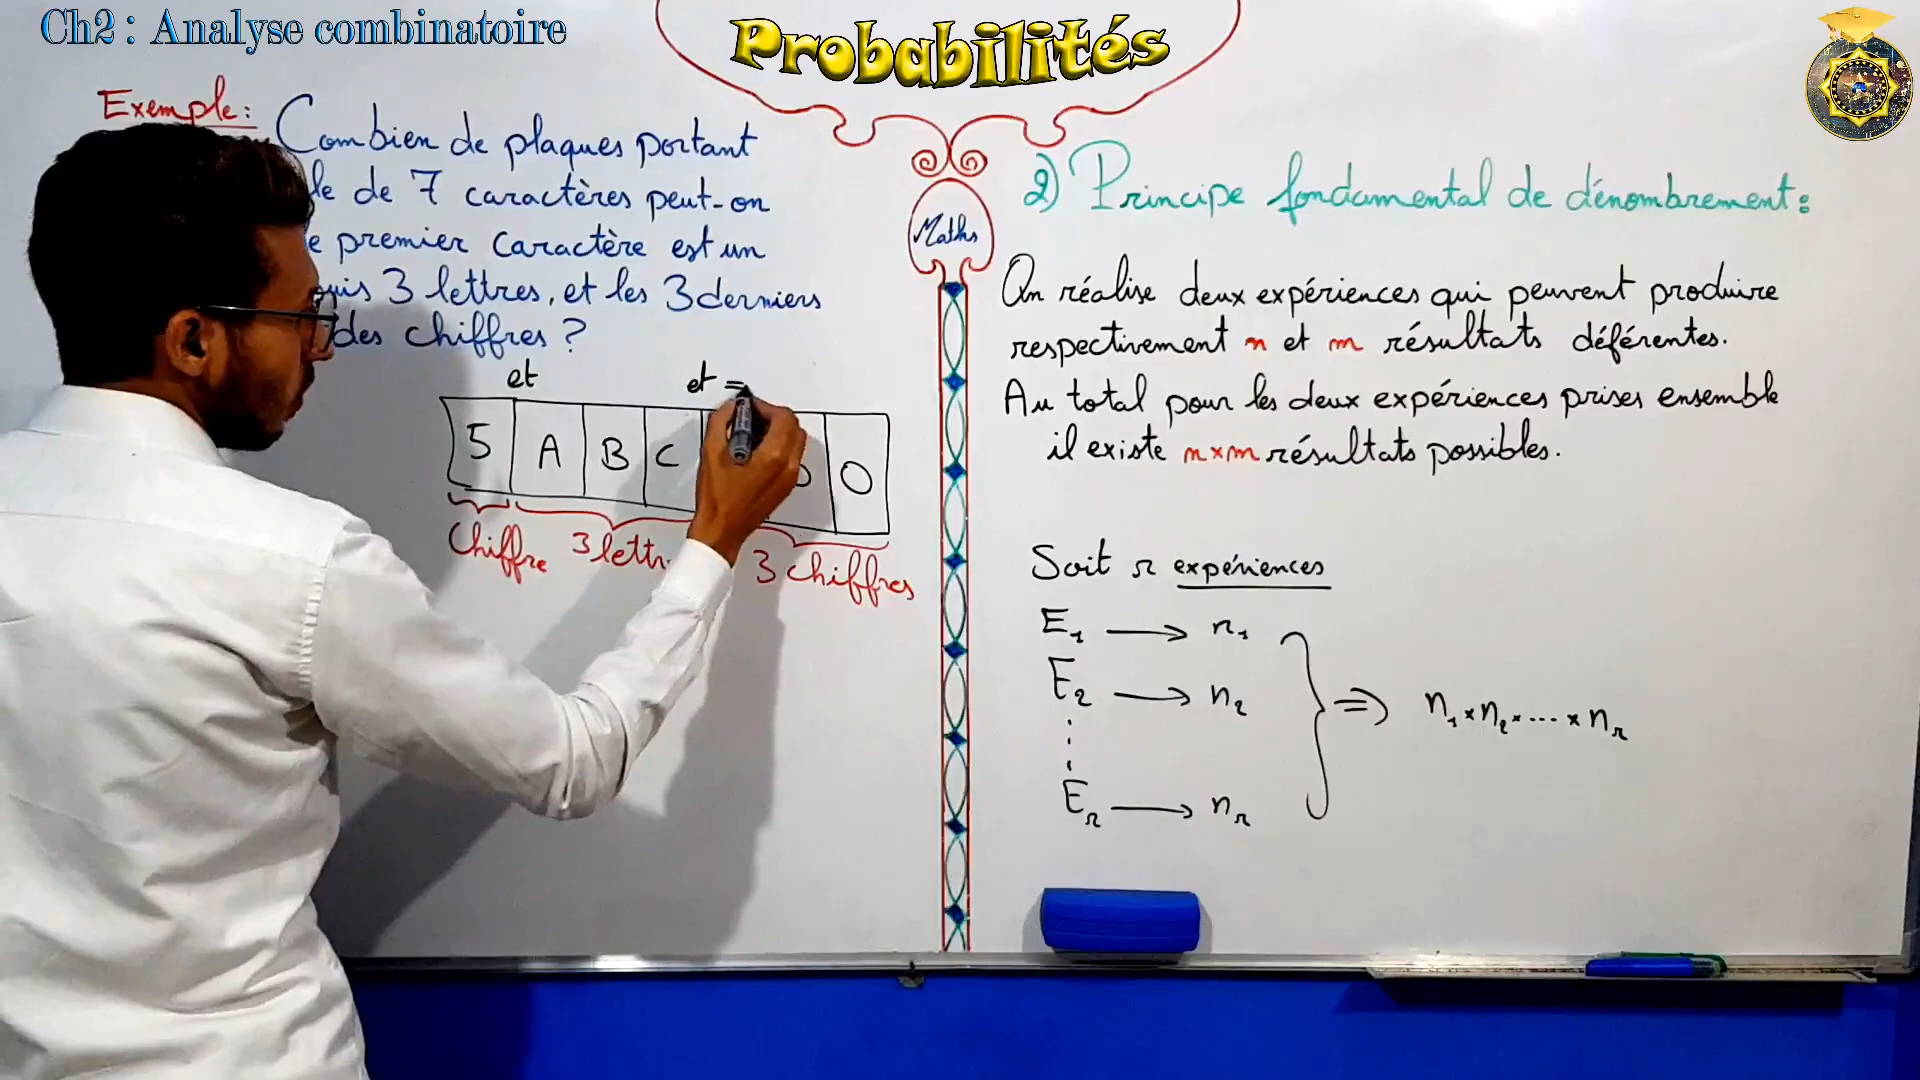 Ch2 : Analyse combinatoire
Probabilités
Exemple:
Combien de plaques portant
de 7 caractères peut-on
premier caractère est un
3 lettres, et les 3 derniers
des chiffres ?
et et =
5 A B C 0
Chiffre 3 lettr 3 chiffres
Maths
2) Principe fondamental de dénombrement:
On réalise deux expériences qui peuvent produire
respectivement n et m résultats déférentes.
Au total pour les deux expériences prises ensemble
il existe n×m résultats possibles.
Soit r expériences
E₁ → n₁
E₂ → n₂
⋮
Eᵣ → nᵣ
} ⇒ n₁×n₂×....×nᵣ